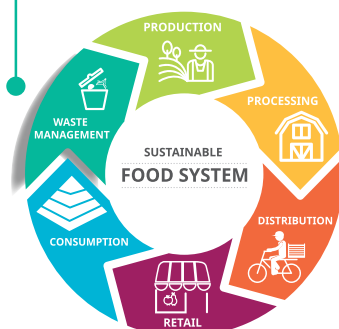 PRODUCTION
PROCESSING
DISTRIBUTION
RETAIL
CONSUMPTION
WASTE
MANAGEMENT
SUSTAINABLE
FOOD SYSTEM